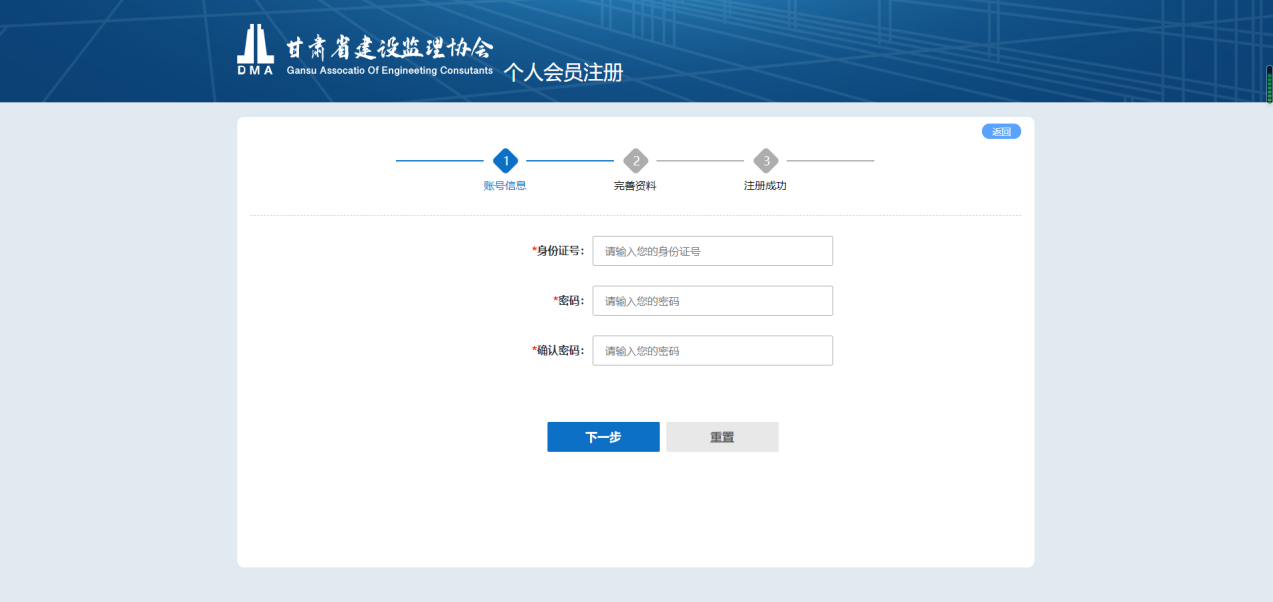 甘肃省建设监理协会
DMA
Gansu Assocatio Of Engineeting Consutants
个人会员注册
返回
1
2
3
账号信息
完善资料
注册成功
*身份证号：
请输入您的身份证号
*密码：
请输入您的密码
*确认密码：
请输入您的密码
下一步
重置